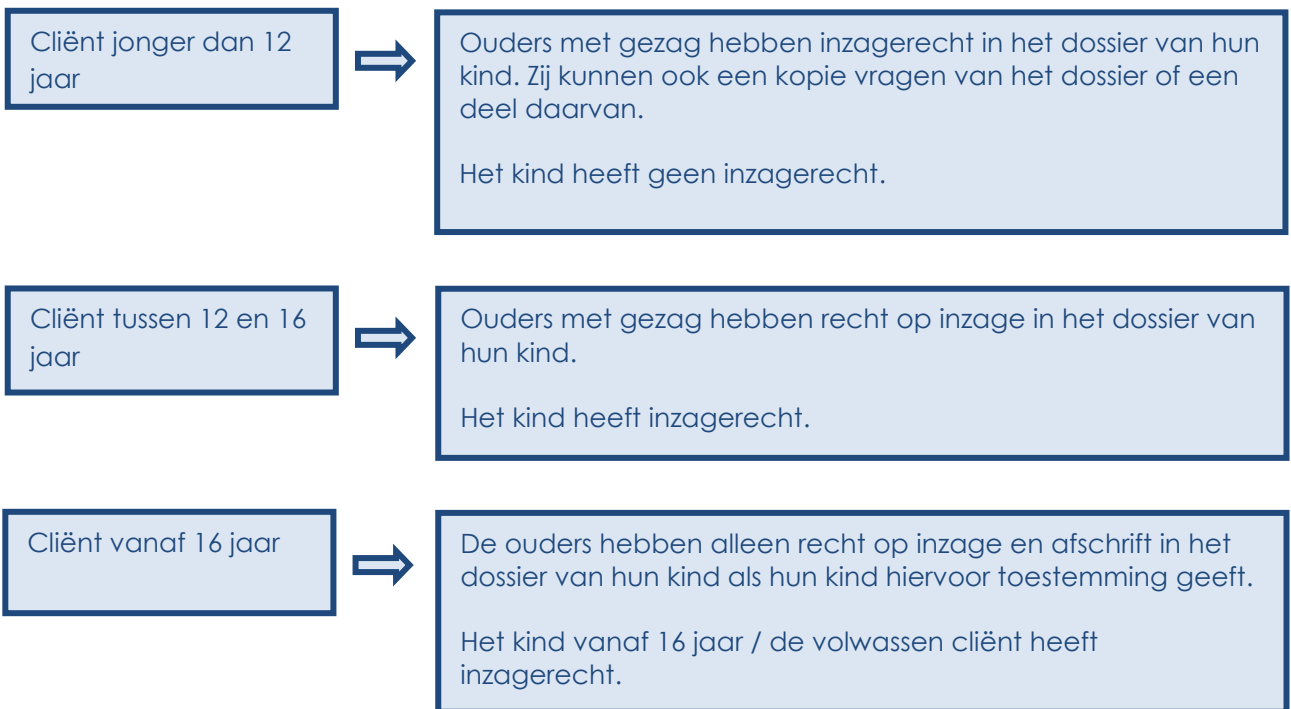 Cliënt jonger dan 12
jaar
Ouders met gezag hebben inzagerecht in het dossier van hun
kind. Zij kunnen ook een kopie vragen van het dossier of een
deel daarvan.
Het kind heeft geen inzagerecht.
Cliënt tussen 12 en 16
jaar
Ouders met gezag hebben recht op inzage in het dossier van
hun kind.
Het kind heeft inzagerecht.
Cliënt vanaf 16 jaar
De ouders hebben alleen recht op inzage en afschrift in het
dossier van hun kind als hun kind hiervoor toestemming geeft.
Het kind vanaf 16 jaar / de volwassen cliënt heeft
inzagerecht.